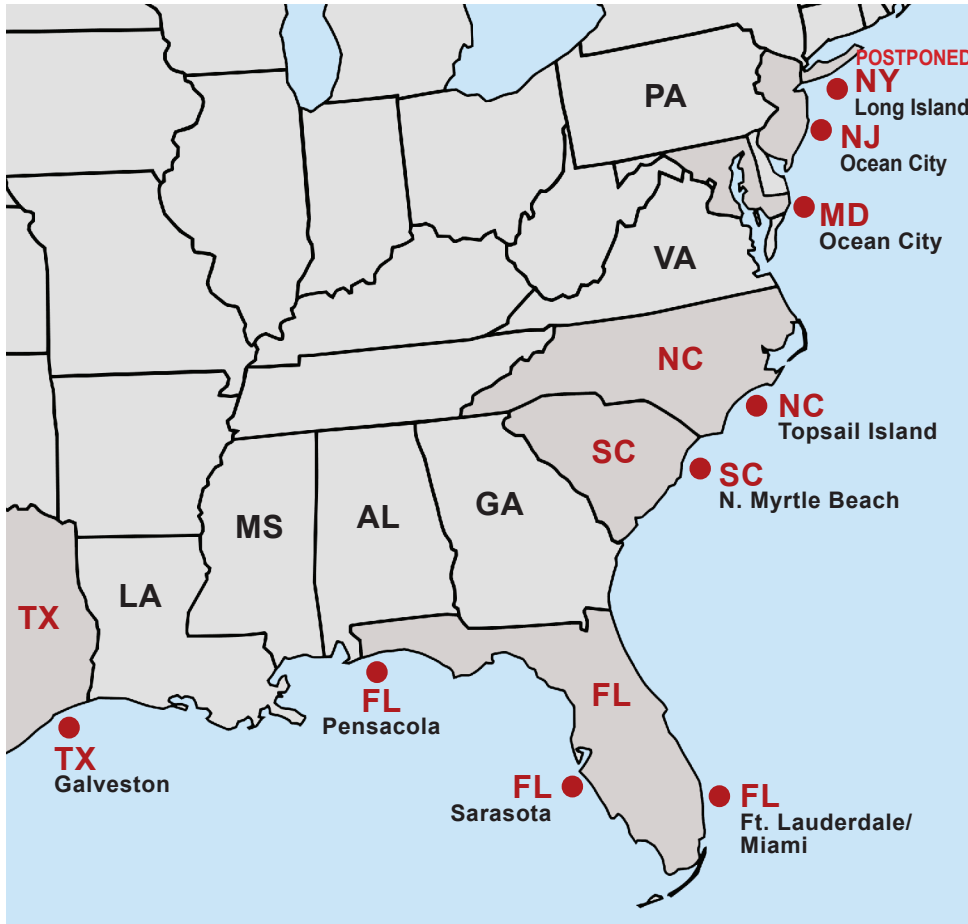 POSTPONED
NY
Long Island
PA
NJ
Ocean City
MD
Ocean City
VA
NC
NC
Topsail Island
SC
SC
N. Myrtle Beach
GA
AL
MS
LA
TX
FL
FL
Pensacola
TX
Galveston
FL
Sarasota
FL
Ft. Lauderdale/
Miami